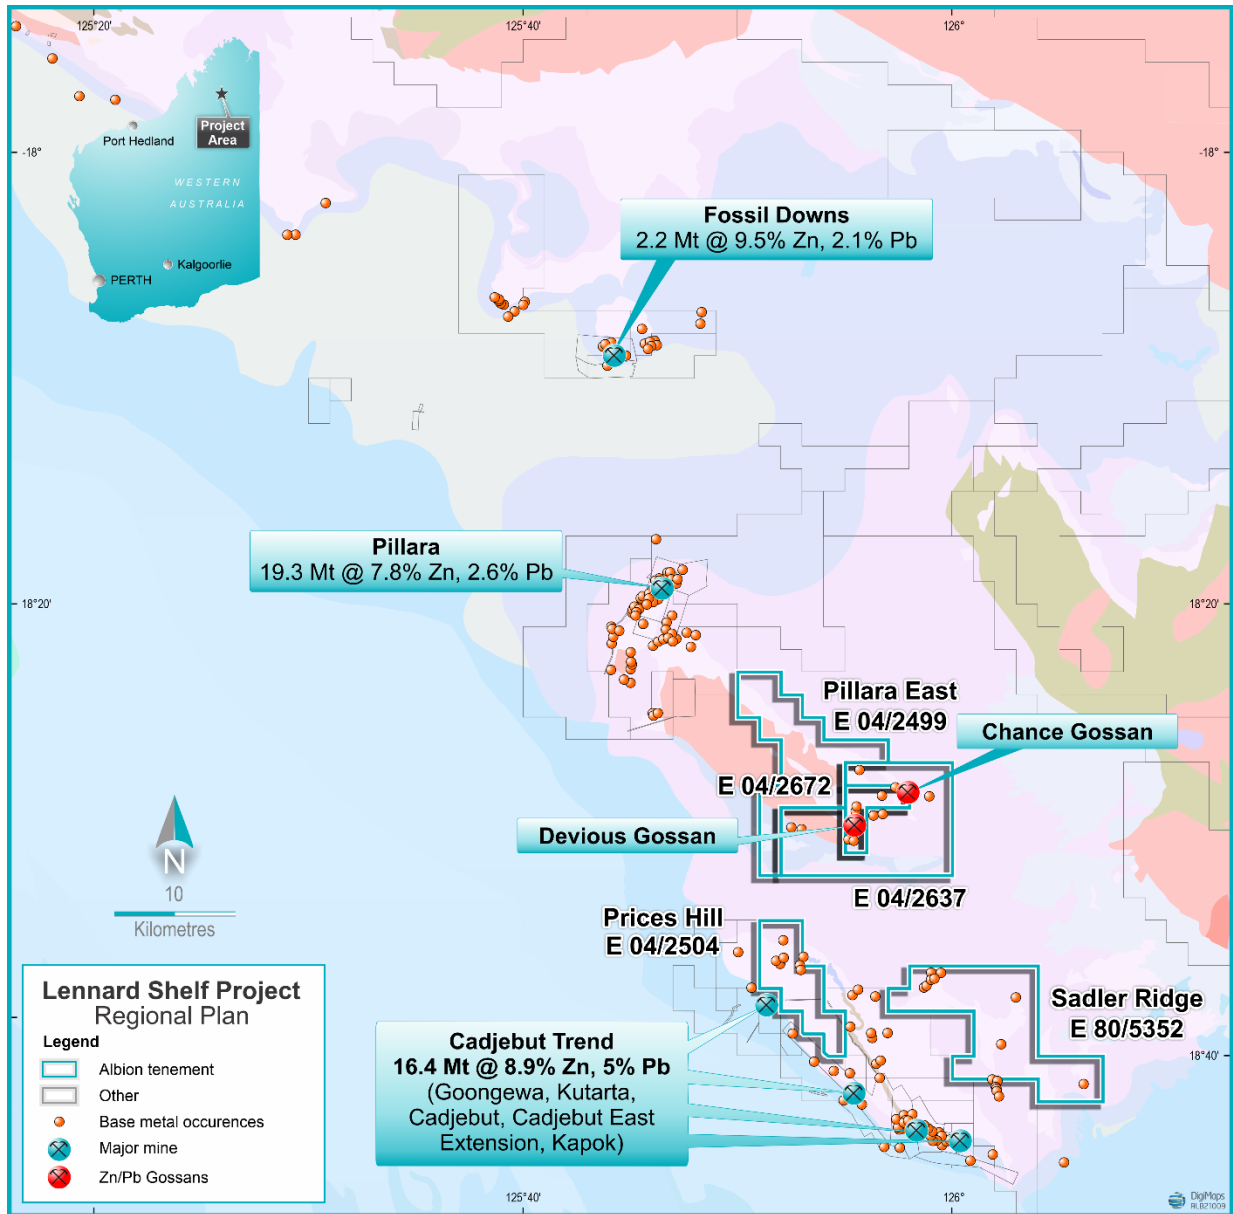 125°20'
125°40'
126°
-18°
-18°
Project
Area
Port Hedland
WESTERN
AUSTRALIA
Kalgoorlie
PERTH
Fossil Downs
2.2 Mt @ 9.5% Zn, 2.1% Pb
Pillara
19.3 Mt @ 7.8% Zn, 2.6% Pb
18°20'
18°20'
Pillara East
E 04/2499
Chance Gossan
E 04/2672
Devious Gossan
E 04/2637
N
10
Kilometres
Prices Hill
E 04/2504
Sadler Ridge
E 80/5352
18°40'
Cadjebut Trend
16.4 Mt @ 8.9% Zn, 5% Pb
(Goongewa, Kutarta,
Cadjebut, Cadjebut East
Extension, Kapok)
Lennard Shelf Project
Regional Plan
Legend
Albion tenement
Other
Base metal occurences
Major mine
Zn/Pb Gossans
125°40'
126°
DigiMaps
ALB21009